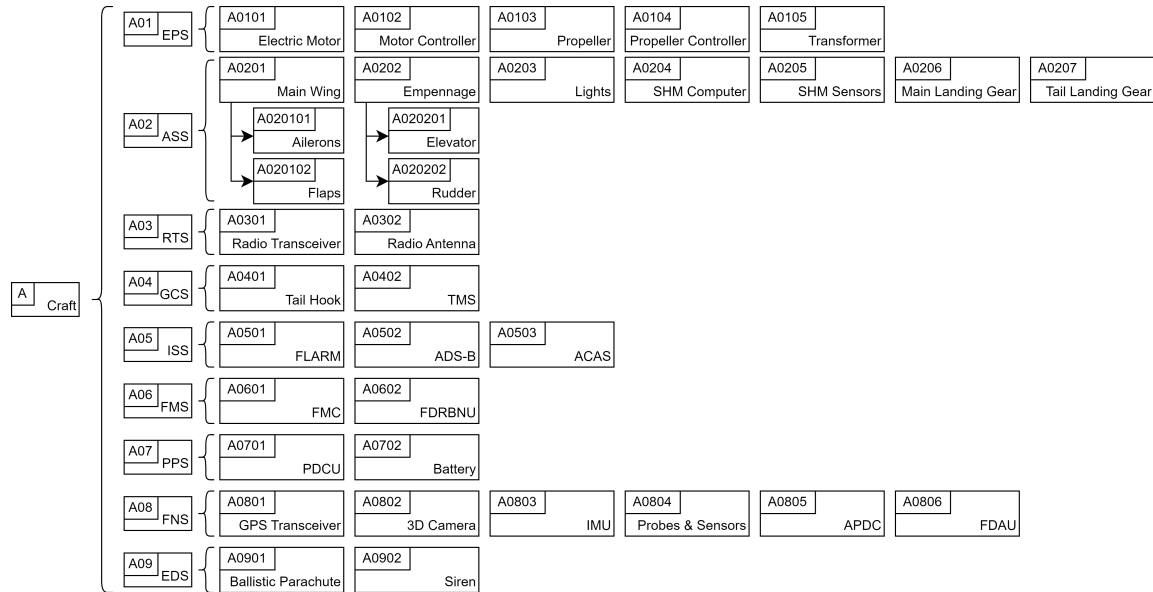 A01
EPS
A0101
Electric Motor
A0102
Motor Controller
A0103
Propeller
A0104
Propeller Controller
A0105
Transformer
A02
ASS
A0201
Main Wing
A0202
Empennage
A0203
Lights
A0204
SHM Computer
A0205
SHM Sensors
A0206
Main Landing Gear
A0207
Tail Landing Gear
A020101
Ailerons
A020201
Elevator
A020102
Flaps
A020202
Rudder
A03
RTS
A0301
Radio Transceiver
A0302
Radio Antenna
A
Craft
A04
GCS
A0401
Tail Hook
A0402
TMS
A05
ISS
A0501
FLARM
A0502
ADS-B
A0503
ACAS
A06
FMS
A0601
FMC
A0602
FDRBNU
A07
PPS
A0701
PDCU
A0702
Battery
A08
FNS
A0801
GPS Transceiver
A0802
3D Camera
A0803
IMU
A0804
Probes & Sensors
A0805
APDC
A0806
FDAU
A09
EDS
A0901
Ballistic Parachute
A0902
Siren